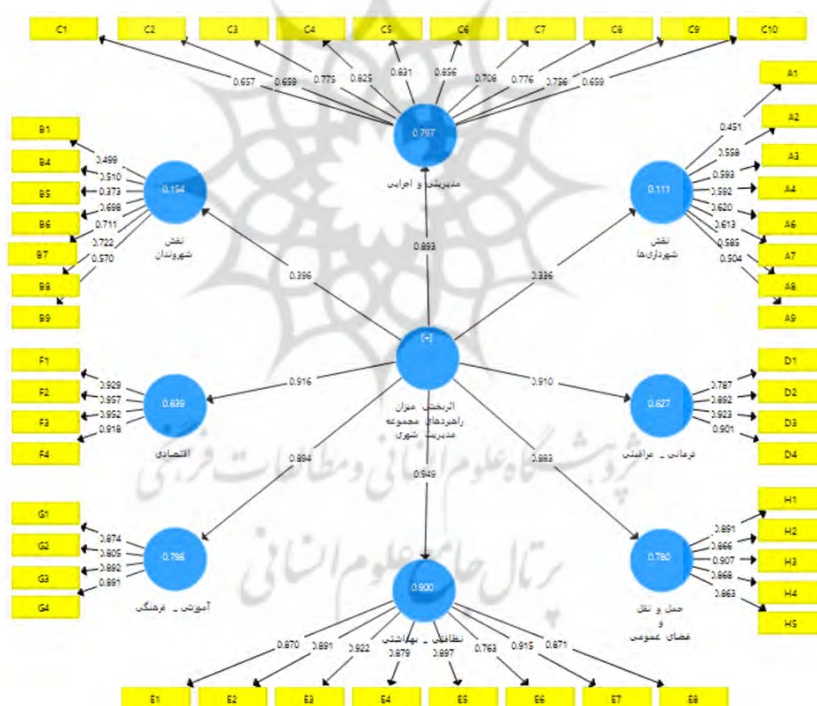 C1 C2 C3 C4 C5 C6 C7 C8 C9 C10
0.657 0.659 0.775 0.825 0.831 0.856 0.708 0.776 0.756 0.659
0.797
مدیریتی و اجرایی
0.893
B1
B4
B5
B6
B7
B8
B9
0.499
0.510
0.373
0.698
0.711
0.722
0.570
0.154
نقش
شهروندان
0.396
A1
A2
A3
A4
A6
A7
A8
A9
0.451
0.558
0.593
0.592
0.620
0.613
0.585
0.504
0.111
نقش
شهرداری‌ها
0.336
[+]
اثربخشی میزان
راهبردهای مجموعه
مدیریت شهری
F1
F2
F3
F4
0.929
0.957
0.952
0.918
0.839
اقتصادی
0.916
D1
D2
D3
D4
0.787
0.892
0.923
0.901
0.827
درمانی _ مراقبتی
0.910
G1
G2
G3
G4
0.874
0.805
0.892
0.891
آموزشی _ فرهنگی
0.894
H1
H2
H3
H4
H5
0.891
0.866
0.907
0.868
0.863
0.780
حمل و نقل
و
فضای عمومی
0.883
0.949
0.900
نظافتی _ بهداشتی
0.870 0.891 0.922 0.879 0.897 0.763 0.915 0.871
E1 E2 E3 E4 E5 E6 E7 E8
پژوهشگاه علوم انسانی و مطالعات فرهنگی
پرتال جامع علوم انسانی